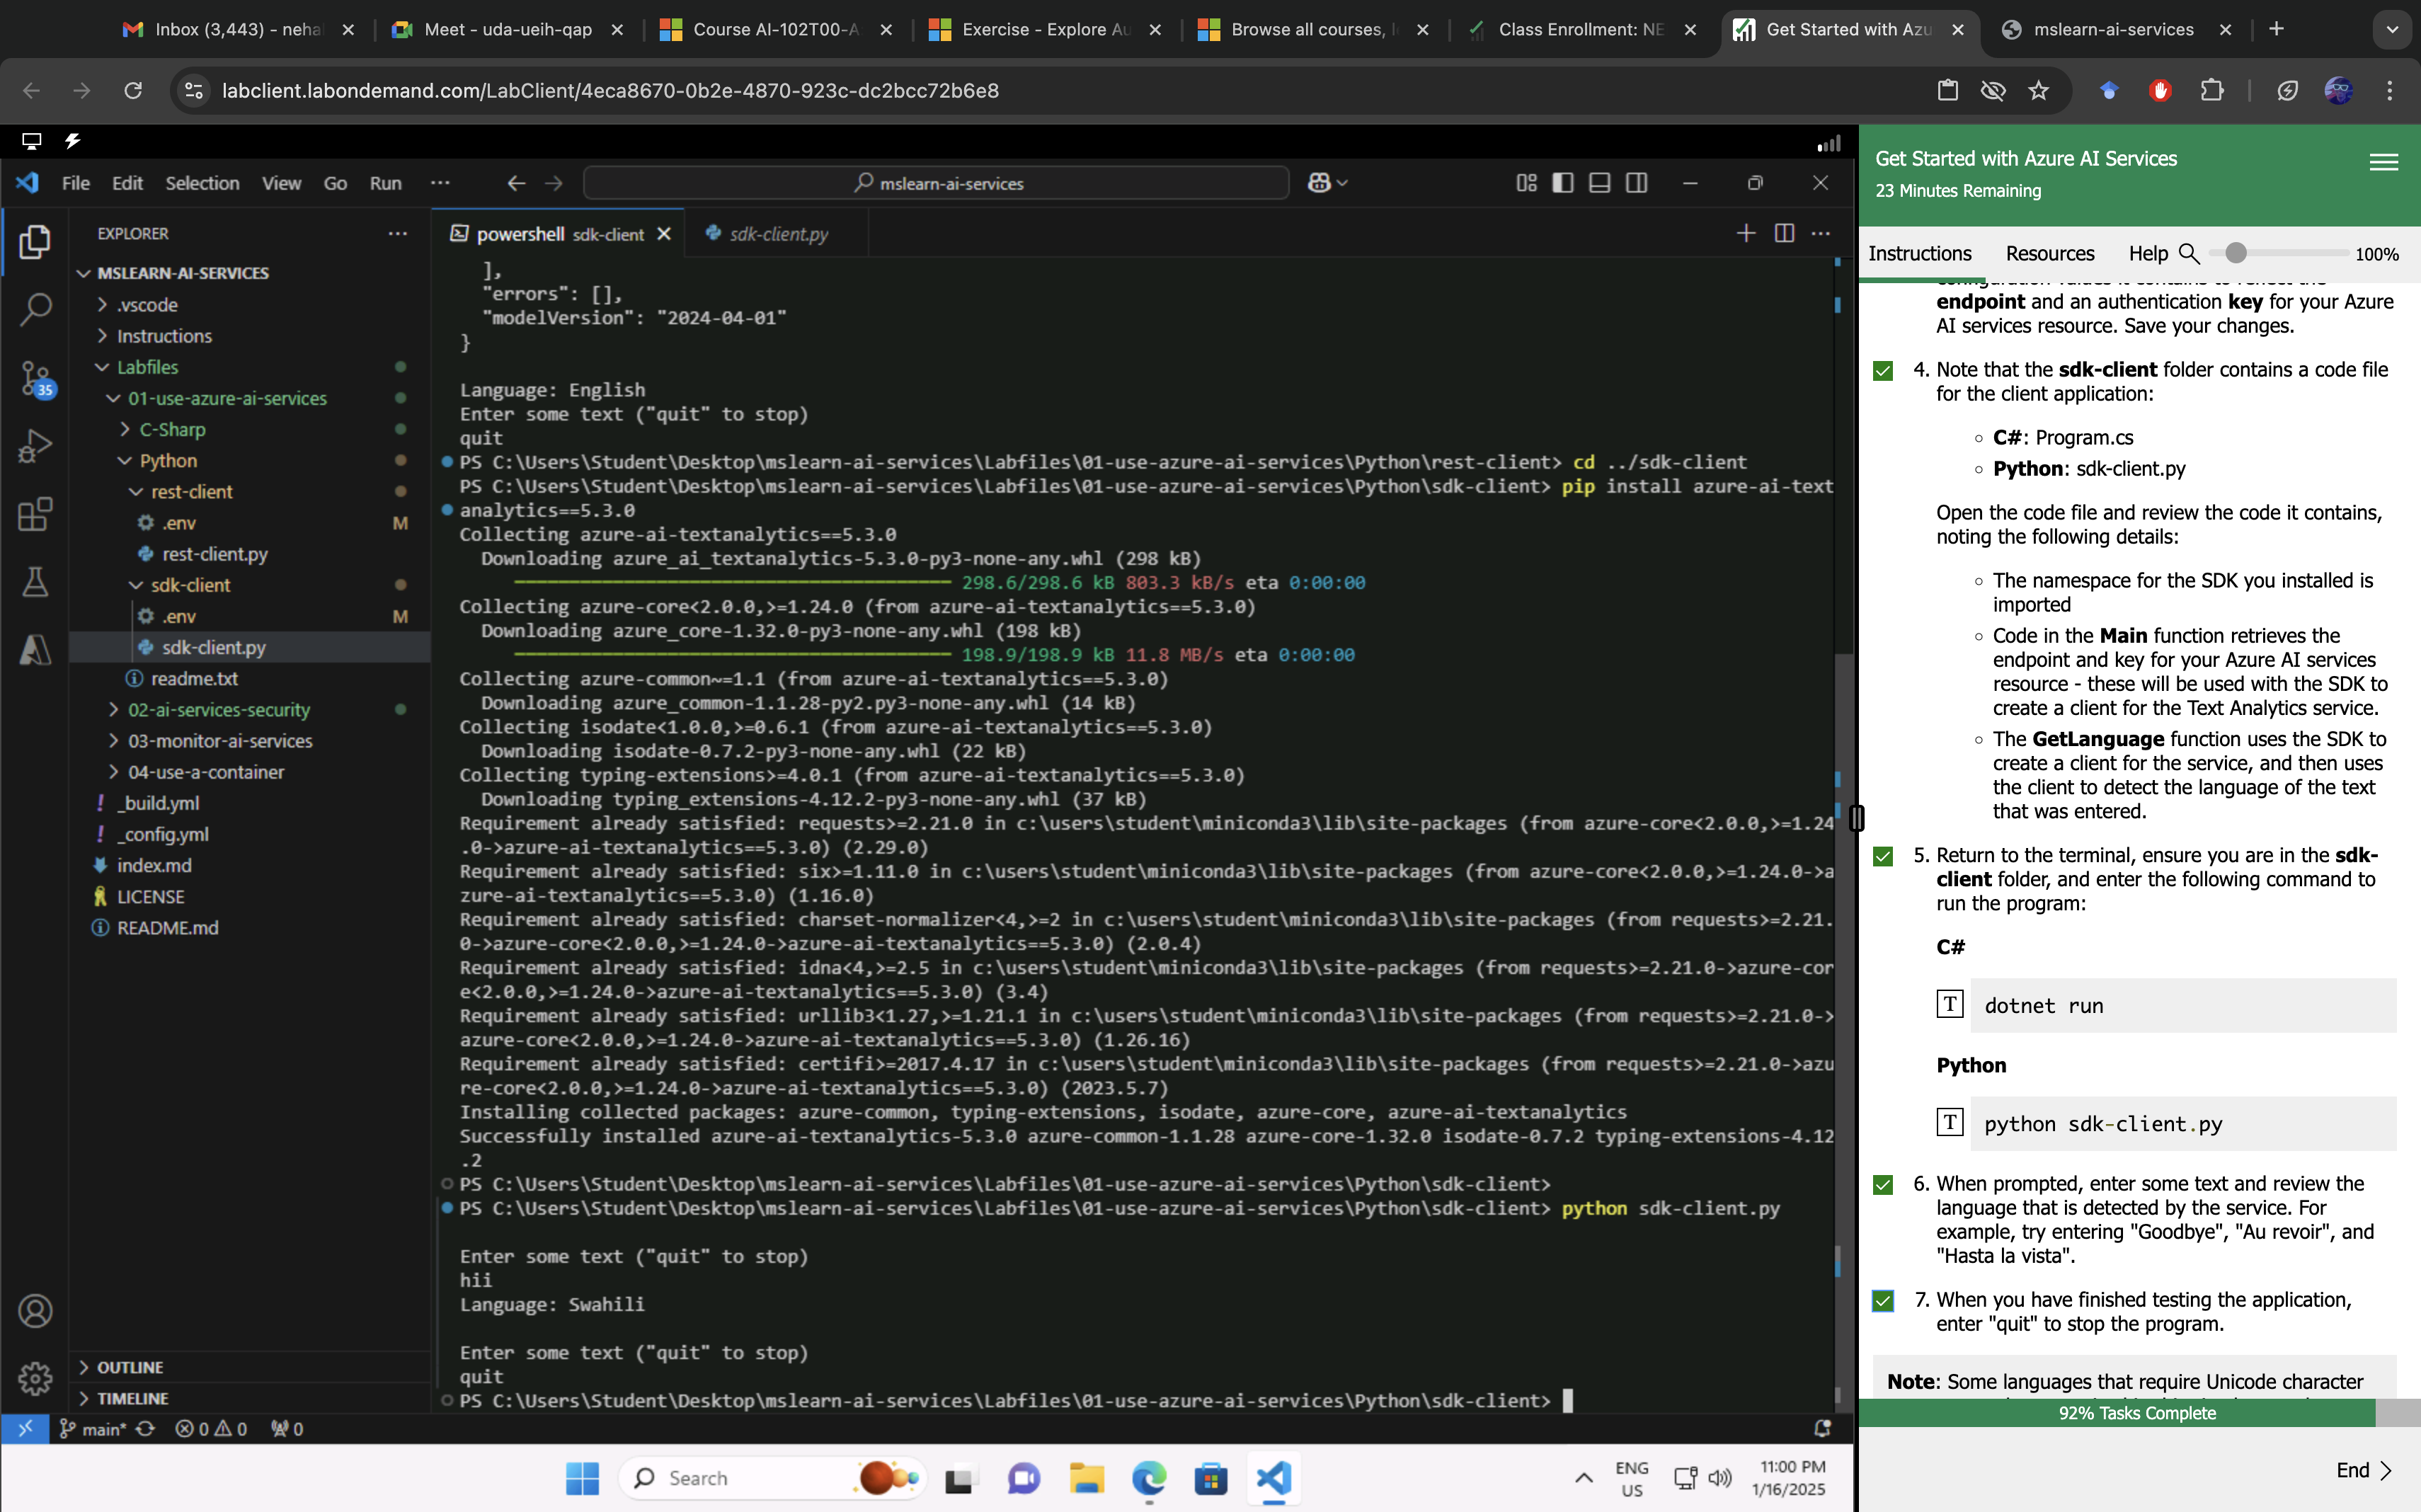 Inbox (3,443) - neha
Meet - uda-ueih-qap
Course AI-102T00-A
Exercise - Explore Au
Browse all courses, l
Class Enrollment: NE
Get Started with Azu
mslearn-ai-services
labclient.labondemand.com/LabClient/4eca8670-0b2e-4870-923c-dc2bcc72b6e8
File Edit Selection View Go Run ···
mslearn-ai-services
EXPLORER
MSLEARN-AI-SERVICES
.vscode
Instructions
Labfiles
01-use-azure-ai-services
C-Sharp
Python
rest-client
.env M
rest-client.py
sdk-client
.env M
sdk-client.py
readme.txt
02-ai-services-security
03-monitor-ai-services
04-use-a-container
_build.yml
_config.yml
index.md
LICENSE
README.md
35
OUTLINE
TIMELINE
powershell sdk-client
sdk-client.py
],
"errors": [],
"modelVersion": "2024-04-01"
}
Language: English
Enter some text ("quit" to stop)
quit
PS C:\Users\Student\Desktop\mslearn-ai-services\Labfiles\01-use-azure-ai-services\Python\rest-client> cd ../sdk-client
PS C:\Users\Student\Desktop\mslearn-ai-services\Labfiles\01-use-azure-ai-services\Python\sdk-client> pip install azure-ai-text
analytics==5.3.0
Collecting azure-ai-textanalytics==5.3.0
Downloading azure_ai_textanalytics-5.3.0-py3-none-any.whl (298 kB)
298.6/298.6 kB 803.3 kB/s eta 0:00:00
Collecting azure-core<2.0.0,>=1.24.0 (from azure-ai-textanalytics==5.3.0)
Downloading azure_core-1.32.0-py3-none-any.whl (198 kB)
198.9/198.9 kB 11.8 MB/s eta 0:00:00
Collecting azure-common~=1.1 (from azure-ai-textanalytics==5.3.0)
Downloading azure_common-1.1.28-py2.py3-none-any.whl (14 kB)
Collecting isodate<1.0.0,>=0.6.1 (from azure-ai-textanalytics==5.3.0)
Downloading isodate-0.7.2-py3-none-any.whl (22 kB)
Collecting typing-extensions>=4.0.1 (from azure-ai-textanalytics==5.3.0)
Downloading typing_extensions-4.12.2-py3-none-any.whl (37 kB)
Requirement already satisfied: requests>=2.21.0 in c:\users\student\miniconda3\lib\site-packages (from azure-core<2.0.0,>=1.24
.0->azure-ai-textanalytics==5.3.0) (2.29.0)
Requirement already satisfied: six>=1.11.0 in c:\users\student\miniconda3\lib\site-packages (from azure-core<2.0.0,>=1.24.0->a
zure-ai-textanalytics==5.3.0) (1.16.0)
Requirement already satisfied: charset-normalizer<4,>=2 in c:\users\student\miniconda3\lib\site-packages (from requests>=2.21.
0->azure-core<2.0.0,>=1.24.0->azure-ai-textanalytics==5.3.0) (2.0.4)
Requirement already satisfied: idna<4,>=2.5 in c:\users\student\miniconda3\lib\site-packages (from requests>=2.21.0->azure-cor
e<2.0.0,>=1.24.0->azure-ai-textanalytics==5.3.0) (3.4)
Requirement already satisfied: urllib3<1.27,>=1.21.1 in c:\users\student\miniconda3\lib\site-packages (from requests>=2.21.0->
azure-core<2.0.0,>=1.24.0->azure-ai-textanalytics==5.3.0) (1.26.16)
Requirement already satisfied: certifi>=2017.4.17 in c:\users\student\miniconda3\lib\site-packages (from requests>=2.21.0->azu
re-core<2.0.0,>=1.24.0->azure-ai-textanalytics==5.3.0) (2023.5.7)
Installing collected packages: azure-common, typing-extensions, isodate, azure-core, azure-ai-textanalytics
Successfully installed azure-ai-textanalytics-5.3.0 azure-common-1.1.28 azure-core-1.32.0 isodate-0.7.2 typing-extensions-4.12
.2
PS C:\Users\Student\Desktop\mslearn-ai-services\Labfiles\01-use-azure-ai-services\Python\sdk-client>
PS C:\Users\Student\Desktop\mslearn-ai-services\Labfiles\01-use-azure-ai-services\Python\sdk-client> python sdk-client.py
Enter some text ("quit" to stop)
hii
Language: Swahili
Enter some text ("quit" to stop)
quit
PS C:\Users\Student\Desktop\mslearn-ai-services\Labfiles\01-use-azure-ai-services\Python\sdk-client>
main* 0 0 0
Search
ENG
US
11:00 PM
1/16/2025
Get Started with Azure AI Services
23 Minutes Remaining
Instructions Resources Help 100%
endpoint and an authentication key for your Azure
AI services resource. Save your changes.
4. Note that the sdk-client folder contains a code file
for the client application:
C#: Program.cs
Python: sdk-client.py
Open the code file and review the code it contains,
noting the following details:
The namespace for the SDK you installed is
imported
Code in the Main function retrieves the
endpoint and key for your Azure AI services
resource - these will be used with the SDK to
create a client for the Text Analytics service.
The GetLanguage function uses the SDK to
create a client for the service, and then uses
the client to detect the language of the text
that was entered.
5. Return to the terminal, ensure you are in the sdk-
client folder, and enter the following command to
run the program:
C#
T dotnet run
Python
T python sdk-client.py
6. When prompted, enter some text and review the
language that is detected by the service. For
example, try entering "Goodbye", "Au revoir", and
"Hasta la vista".
7. When you have finished testing the application,
enter "quit" to stop the program.
Note: Some languages that require Unicode character
92% Tasks Complete
End